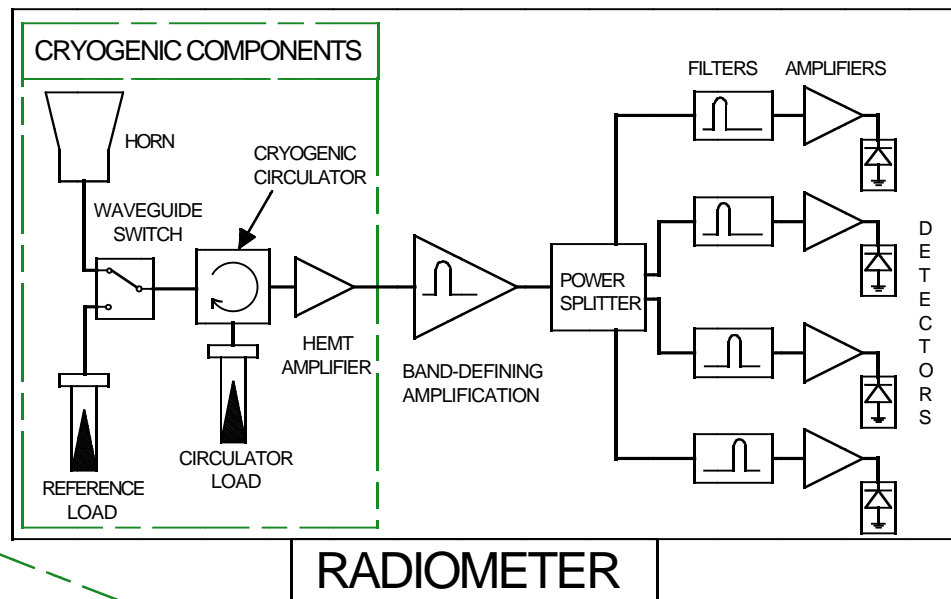 CRYOGENIC COMPONENTS
HORN
CRYOGENIC
CIRCULATOR
WAVEGUIDE
SWITCH
HEMT
AMPLIFIER
CIRCULATOR
LOAD
REFERENCE
LOAD
BAND-DEFINING
AMPLIFICATION
POWER
SPLITTER
FILTERS
AMPLIFIERS
DETECTORS
RADIOMETER